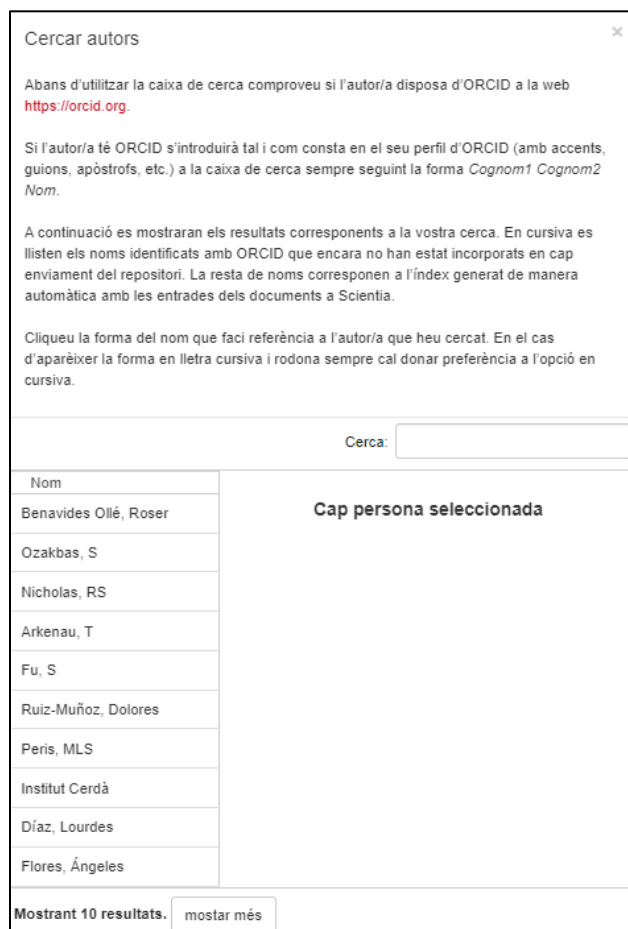 Cercar autors
×
Abans d'utilitzar la caixa de cerca comproveu si l'autor/a disposa d'ORCID a la web
https://orcid.org.
Si l'autor/a té ORCID s'introduirà tal i com consta en el seu perfil d'ORCID (amb accents,
guions, apòstrofs, etc.) a la caixa de cerca sempre seguint la forma Cognom1 Cognom2
Nom.
A continuació es mostraran els resultats corresponents a la vostra cerca. En cursiva es
llisten els noms identificats amb ORCID que encara no han estat incorporats en cap
enviament del repositori. La resta de noms corresponen a l'índex generat de manera
automàtica amb les entrades dels documents a Scientia.
Cliqueu la forma del nom que faci referència a l'autor/a que heu cercat. En el cas
d'aparèixer la forma en lletra cursiva i rodona sempre cal donar preferència a l'opció en
cursiva.
Cerca:
Nom
Benavides Ollé, Roser
Ozakbas, S
Nicholas, RS
Arkenau, T
Fu, S
Ruiz-Muñoz, Dolores
Peris, MLS
Institut Cerdà
Díaz, Lourdes
Flores, Ángeles
Cap persona seleccionada
Mostrant 10 resultats. mostar més